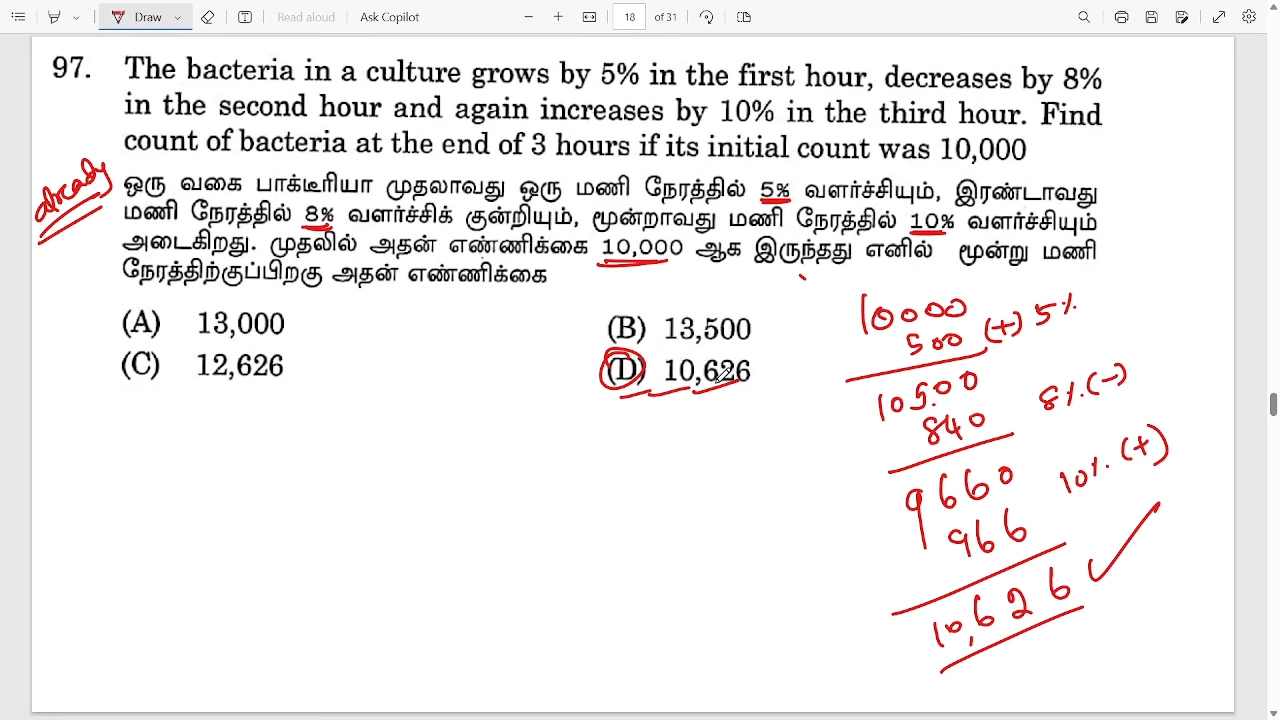 Draw
Read aloud
Ask Copilot
18 of 31
97. The bacteria in a culture grows by 5% in the first hour, decreases by 8%
in the second hour and again increases by 10% in the third hour. Find
count of bacteria at the end of 3 hours if its initial count was 10,000
already
ஒரு வகை பாக்டீரியா முதலாவது ஒரு மணி நேரத்தில் 5% வளர்ச்சியும், இரண்டாவது
மணி நேரத்தில் 8% வளர்ச்சிக் குன்றியும், மூன்றாவது மணி நேரத்தில் 10% வளர்ச்சியும்
அடைகிறது. முதலில் அதன் எண்ணிக்கை 10,000 ஆக இருந்தது எனில் மூன்று மணி
நேரத்திற்குப்பிறகு அதன் எண்ணிக்கை
(A) 13,000
(B) 13,500
(C) 12,626
(D) 10,626
10000
500 (+) 5%
10500
840 8% (-)
9660
966 10% (+)
10,626